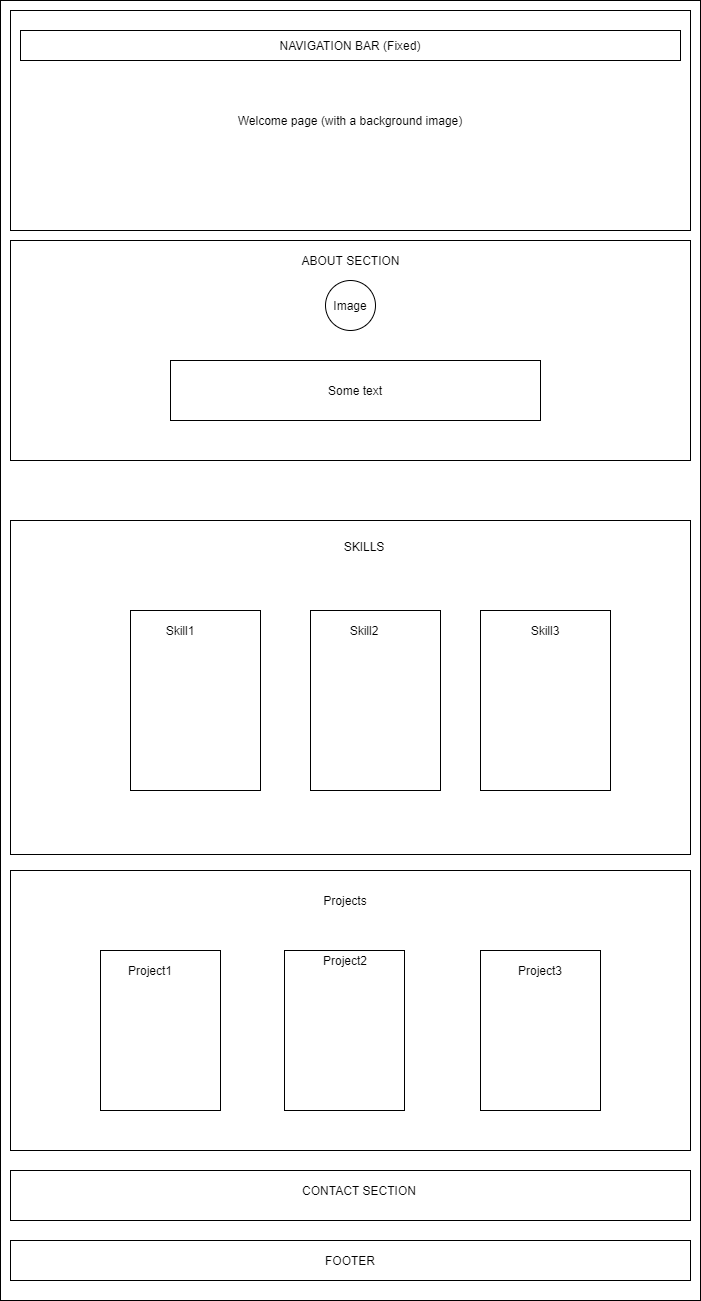 NAVIGATION BAR (Fixed)
Welcome page (with a background image)
ABOUT SECTION
Image
Some text
SKILLS
Skill1
Skill2
Skill3
Projects
Project1
Project2
Project3
CONTACT SECTION
FOOTER